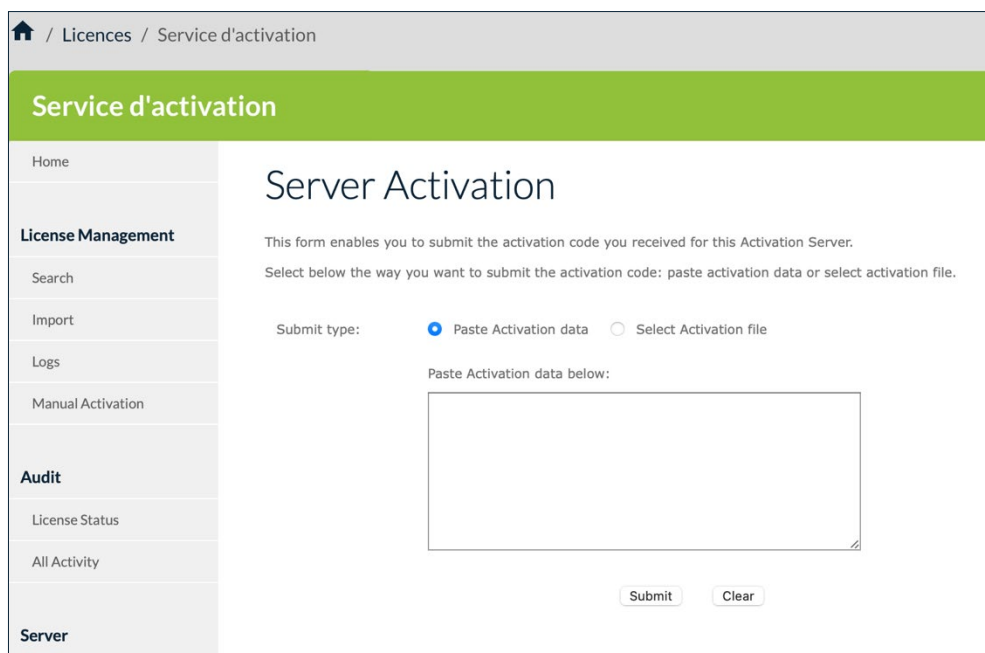 / Licences / Service d'activation
Service d'activation
Home
License Management
Search
Import
Logs
Manual Activation
Audit
License Status
All Activity
Server
Server Activation
This form enables you to submit the activation code you received for this Activation Server.
Select below the way you want to submit the activation code: paste activation data or select activation file.
Submit type: Paste Activation data Select Activation file
Paste Activation data below:
Submit Clear